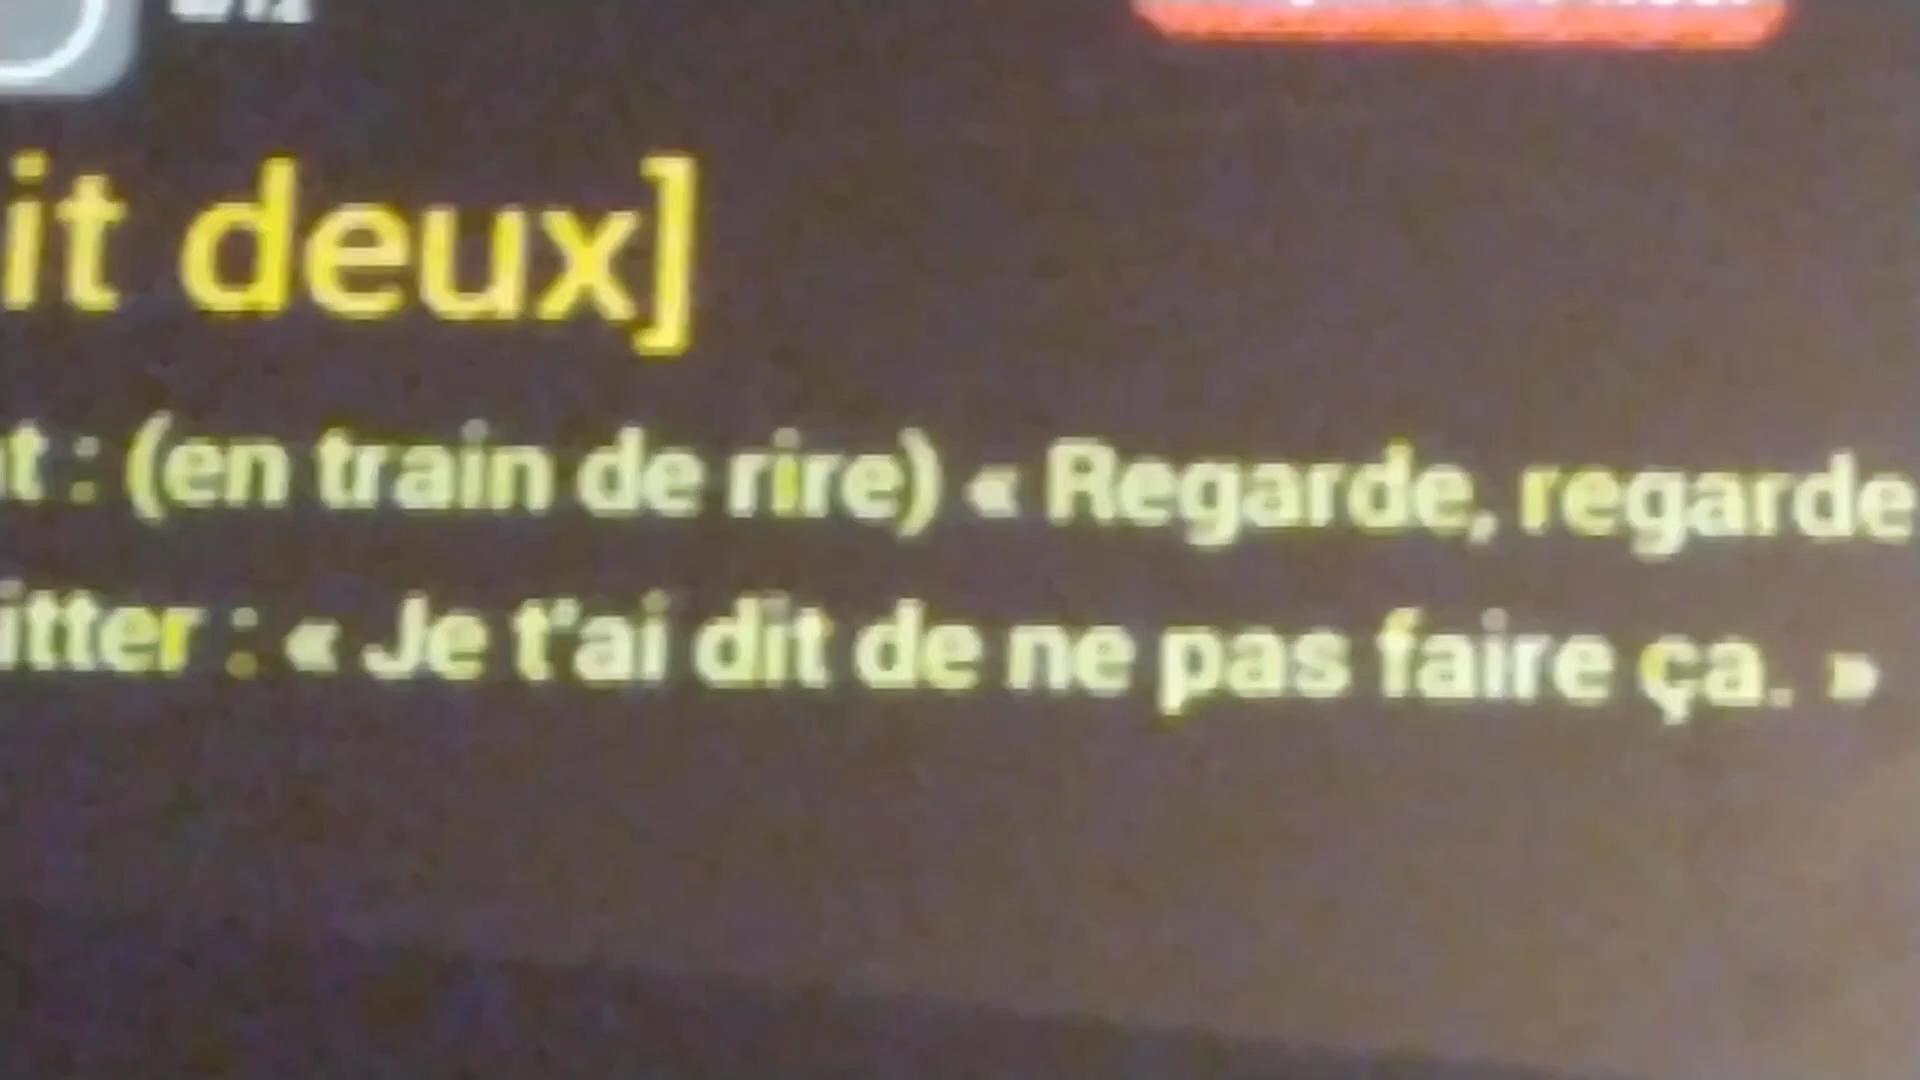 it deux]
t : (en train de rire) « Regarde, regarde
itter : « Je t'ai dit de ne pas faire ça. »